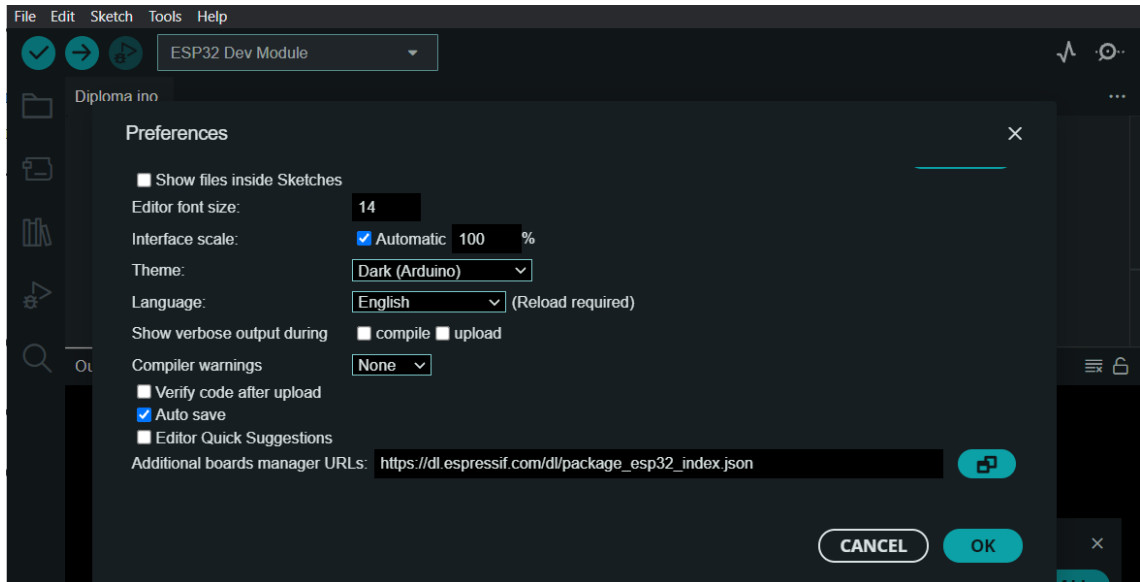 File Edit Sketch Tools Help
ESP32 Dev Module
Diploma ino
Preferences
Show files inside Sketches
Editor font size: 14
Interface scale: Automatic 100 %
Theme: Dark (Arduino)
Language: English (Reload required)
Show verbose output during compile upload
Compiler warnings None
Verify code after upload
Auto save
Editor Quick Suggestions
Additional boards manager URLs: https://dl.espressif.com/dl/package_esp32_index.json
CANCEL OK